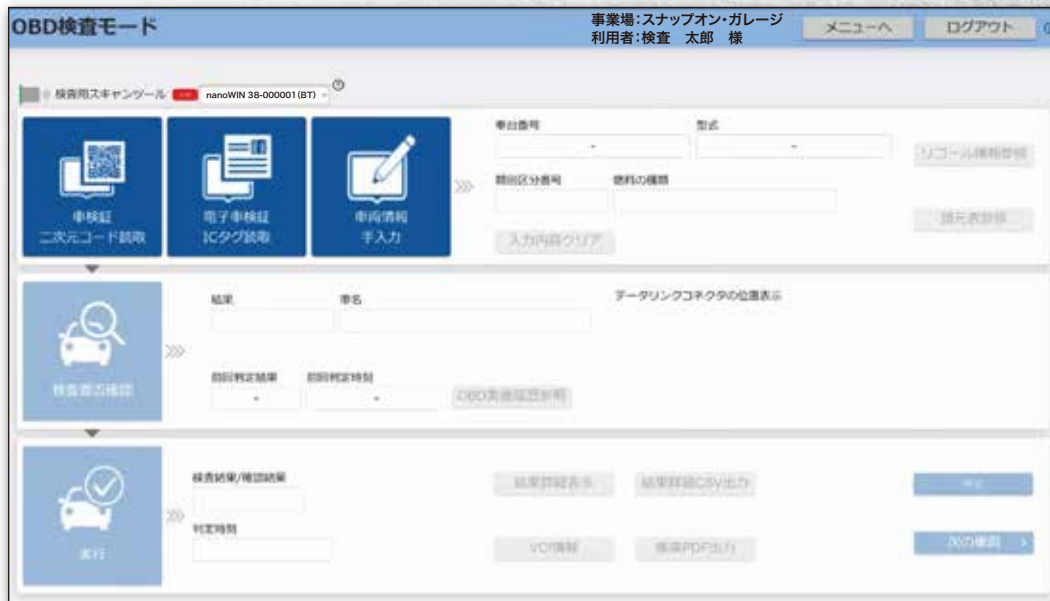 OBD検査モード
事業場:スナップオン・ガレージ
利用者:検査 太郎 様
メニューへ
ログアウト
検査用スキャンツール
nanoWIN 38-000001(BT)
車検証
二次元コード読取
電子車検証
ICタグ読取
車両情報
手入力
車台番号
型式
-
-
リコール情報参照
類別区分番号
燃料の種類
諸元表参照
入力内容クリア
検査要否確認
結果
車名
データリンクコネクタの位置表示
前回判定結果
前回判定時刻
-
-
OBD実施履歴参照
実行
検査結果/確認結果
判定時刻
結果詳細表示
結果詳細CSV出力
中止
VCI情報
帳票PDF出力
次の車両